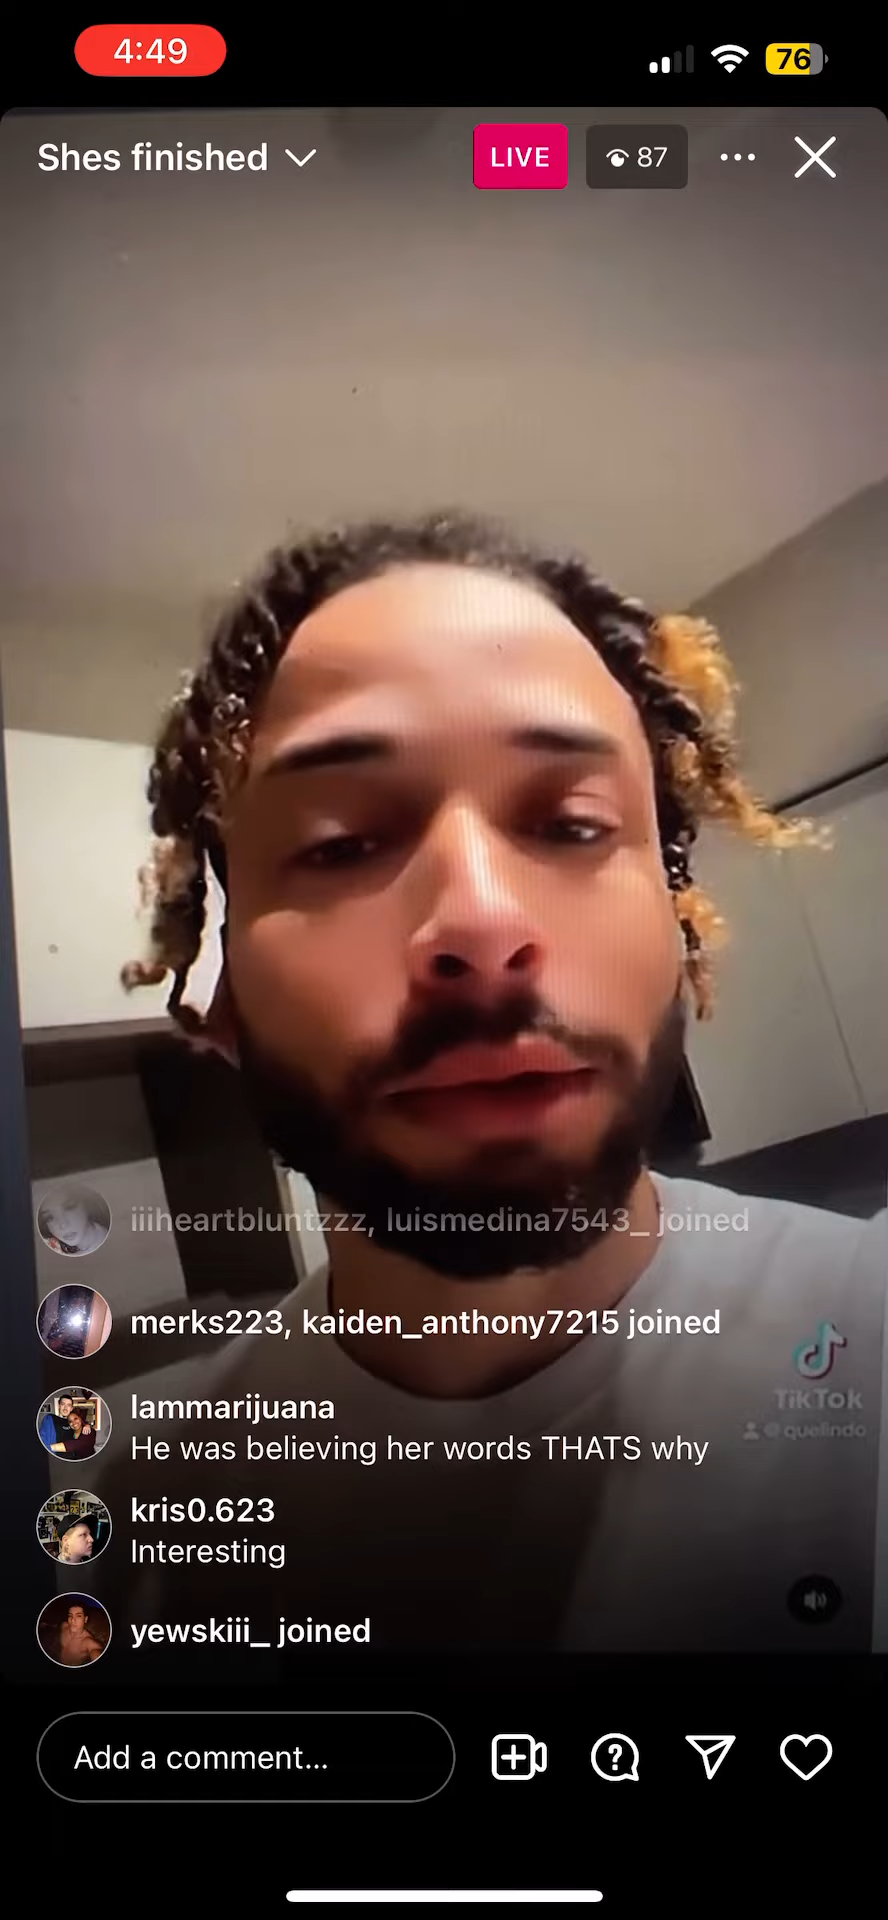 4:49
76
Shes finished
LIVE
87
iiiheartbluntzzz, luismedina7543_ joined
merks223, kaiden_anthony7215 joined
TikTok
@quelindo
He was believing her words THATS why
kris0.623
Interesting
yewskiii_ joined
Add a comment...